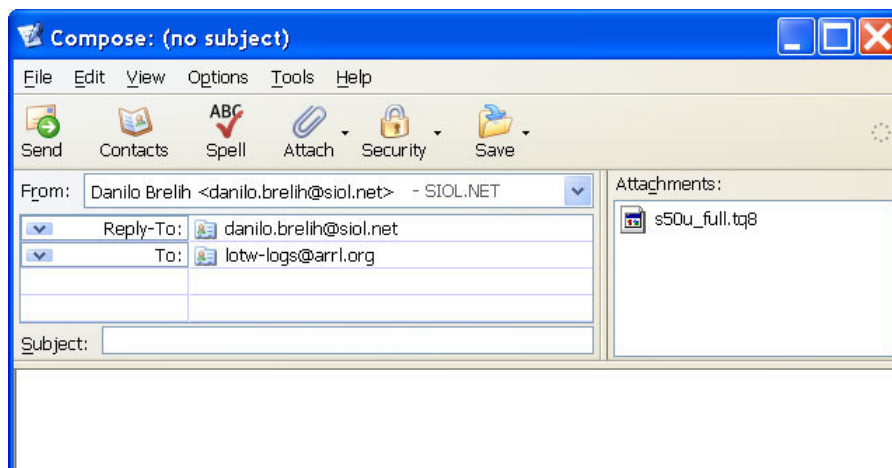 Compose: (no subject)
File Edit View Options Tools Help
ABC
Send Contacts Spell Attach Security Save
From: Danilo Brelih <danilo.brelih@siol.net> - SIOL.NET
Attachments:
s50u_full.tq8
Reply-To: danilo.brelih@siol.net
To: lotw-logs@arrl.org
Subject: